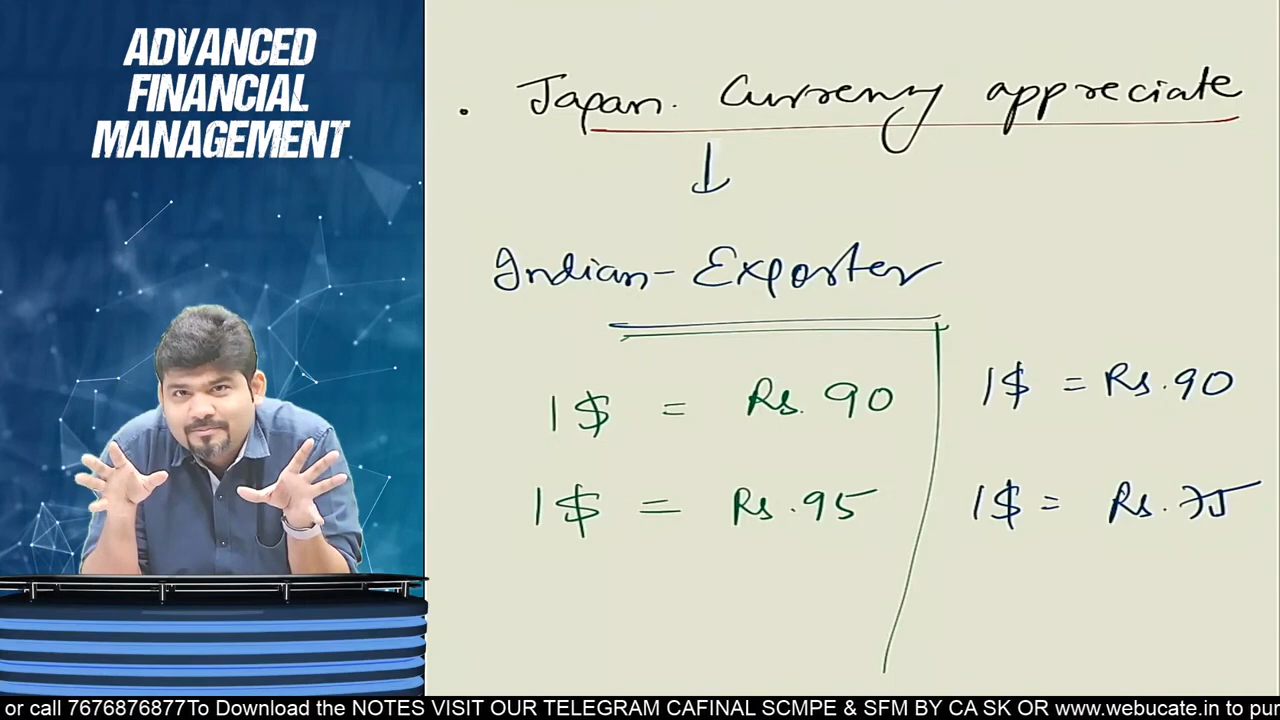 ADVANCED
FINANCIAL
MANAGEMENT
. Japan. Currency appreciate
Indian - Exporter
1$ = Rs. 90
1$ = Rs. 95
1$ = Rs. 90
1$ = Rs. 75
or call 7676876877To Download the NOTES VISIT OUR TELEGRAM CAFINAL SCMPE & SFM BY CA SK OR www.webucate.in to pur